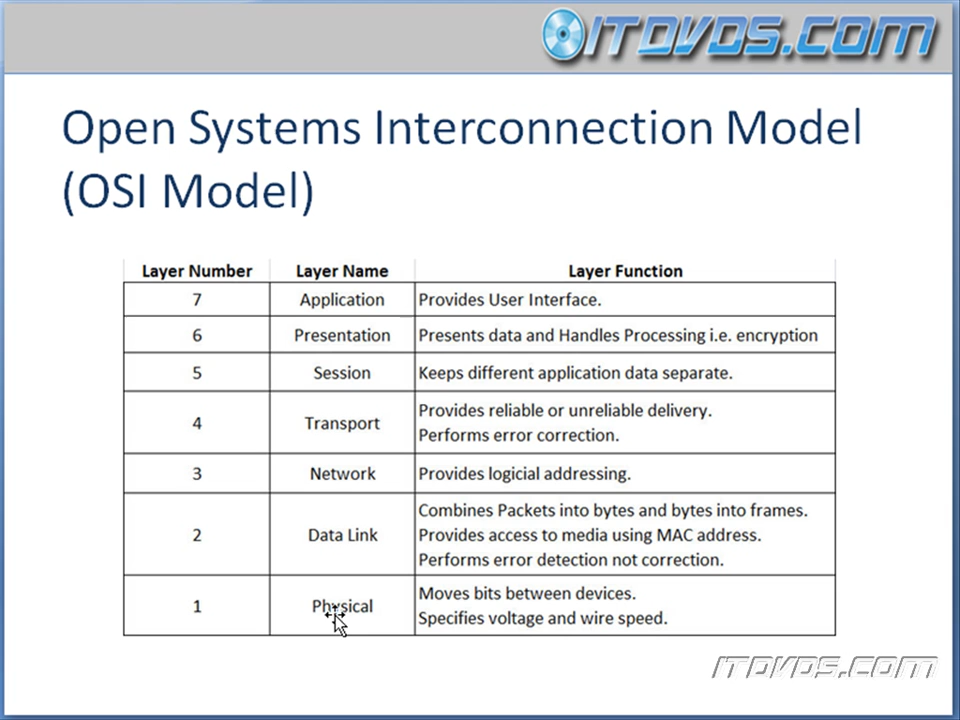 ITDVDS.COM
Open Systems Interconnection Model
(OSI Model)
Layer Number Layer Name Layer Function
7 Application Provides User Interface.
6 Presentation Presents data and Handles Processing i.e. encryption
5 Session Keeps different application data separate.
4 Transport Provides reliable or unreliable delivery.
Performs error correction.
3 Network Provides logicial addressing.
2 Data Link Combines Packets into bytes and bytes into frames.
Provides access to media using MAC address.
Performs error detection not correction.
1 Physical Moves bits between devices.
Specifies voltage and wire speed.
ITDVDS.COM